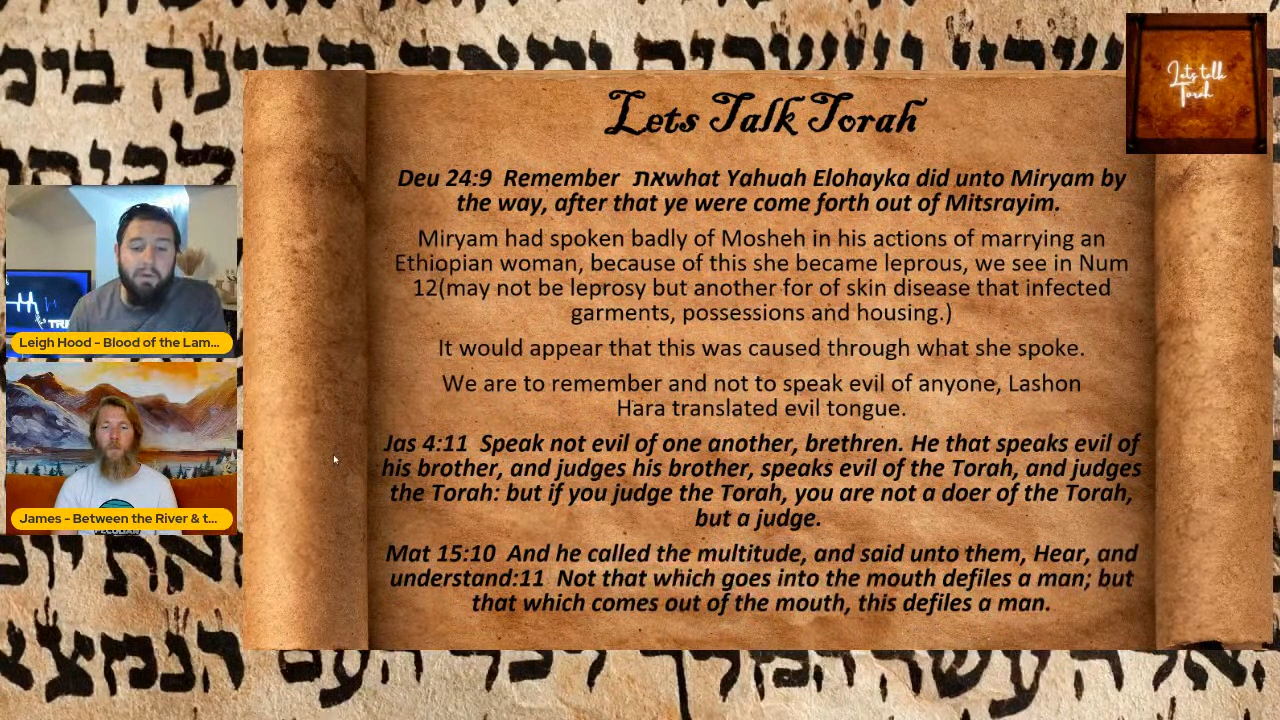 Lets talk
Torah
Lets Talk Torah
Deu 24:9 Remember אתwhat Yahuah Elohayka did unto Miryam by
the way, after that ye were come forth out of Mitsrayim.
Miryam had spoken badly of Mosheh in his actions of marrying an
Ethiopian woman, because of this she became leprous, we see in Num
12(may not be leprosy but another for of skin disease that infected
garments, possessions and housing.)
It would appear that this was caused through what she spoke.
We are to remember and not to speak evil of anyone, Lashon
Hara translated evil tongue.
Jas 4:11 Speak not evil of one another, brethren. He that speaks evil of
his brother, and judges his brother, speaks evil of the Torah, and judges
the Torah: but if you judge the Torah, you are not a doer of the Torah,
but a judge.
Mat 15:10 And he called the multitude, and said unto them, Hear, and
understand:11 Not that which goes into the mouth defiles a man; but
that which comes out of the mouth, this defiles a man.
Leigh Hood - Blood of the Lam...
James - Between the River & t...